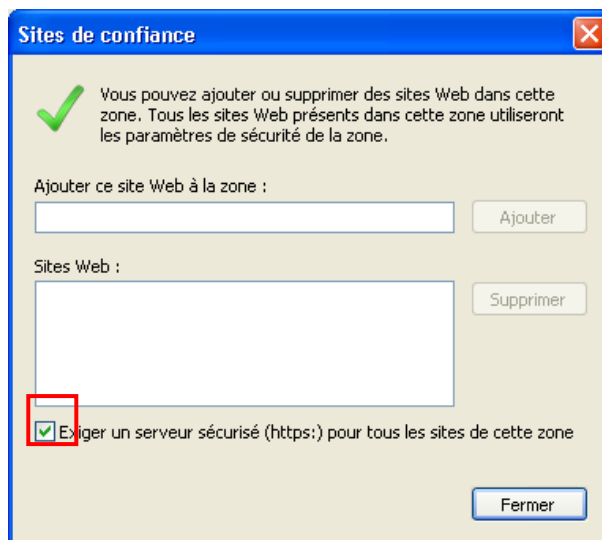 Sites de confiance
Vous pouvez ajouter ou supprimer des sites Web dans cette
zone. Tous les sites Web présents dans cette zone utiliseront
les paramètres de sécurité de la zone.
Ajouter ce site Web à la zone :
Ajouter
Sites Web :
Supprimer
Exiger un serveur sécurisé (https:) pour tous les sites de cette zone
Fermer